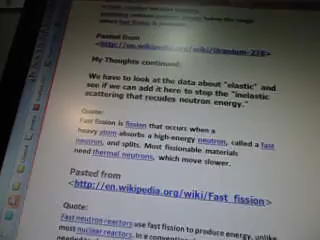 Pasted from
<http://en.wikipedia.org/wiki/Uranium-238>
My Thoughts continued:
We have to look at the data about "elastic" and
see if we can add it here to stop the "inelastic
scattering that recudes neutron energy."
Quote:
Fast fission is fission that occurs when a
heavy atom absorbs a high-energy neutron, called a fast
neutron, and splits. Most fissionable materials
need thermal neutrons, which move slower.
Pasted from
<http://en.wikipedia.org/wiki/Fast_fission>
Quote:
Fast neutron reactors use fast fission to produce energy, unlike
most nuclear reactors. In a conventional